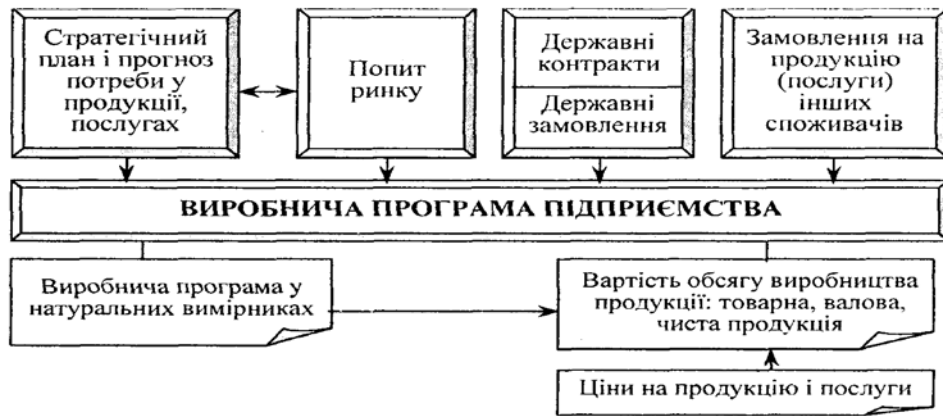 Стратегічний
план і прогноз
потреби у
продукції,
послугах
Попит
ринку
Державні
контракти
Державні
замовлення
Замовлення на
продукцію
(послуги)
інших
споживачів
ВИРОБНИЧА ПРОГРАМА ПІДПРИЄМСТВА
Виробнича програма у
натуральних вимірниках
Вартість обсягу виробництва
продукції: товарна, валова,
чиста продукція
Ціни на продукцію і послуги